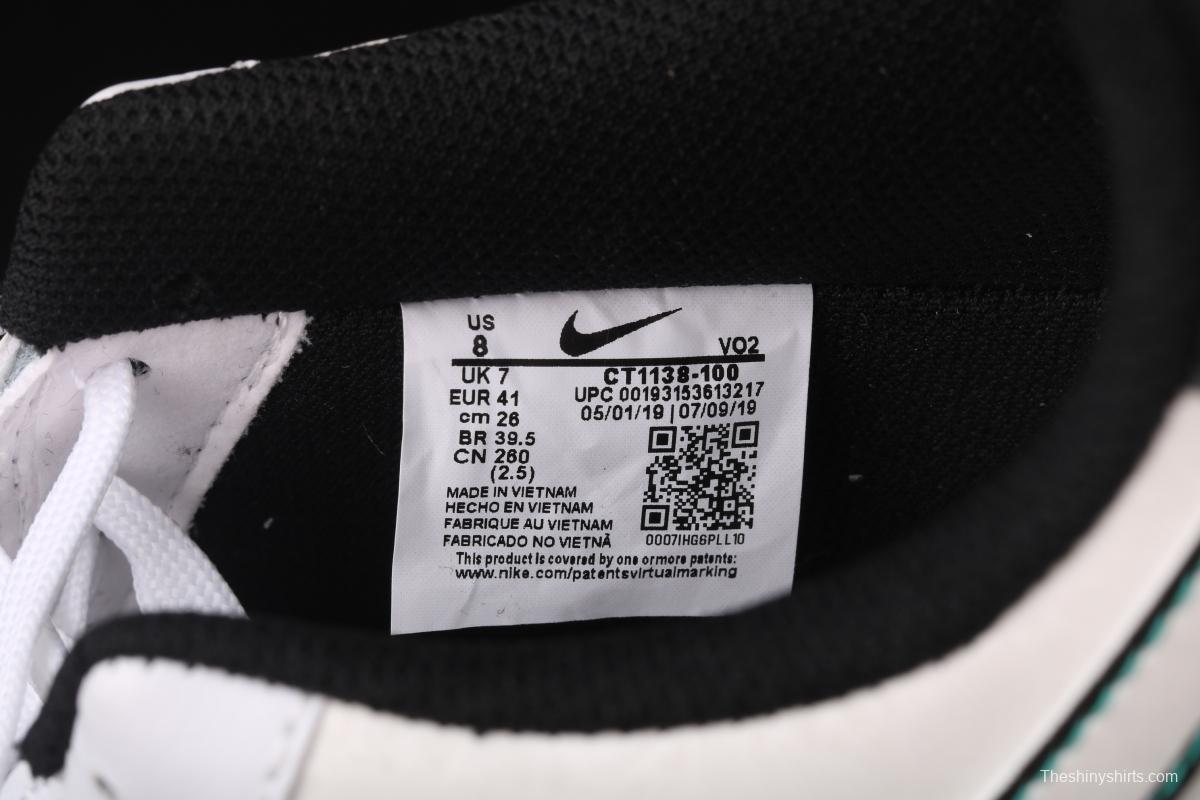 US
8
VO2
UK 7
CT1138-100
EUR 41
UPC 00193153613217
cm 26
05/01/19 | 07/09/19
BR 39.5
CN 260
(2.5)
MADE IN VIETNAM
HECHO EN VIETNAM
FABRIQUE AU VIETNAM
FABRICADO NO VIETNÃ
0007IHG6PLL10
This product is covered by one ormore patents:
www.nike.com/patentsvirtualmarking
Theshinyshirts.com